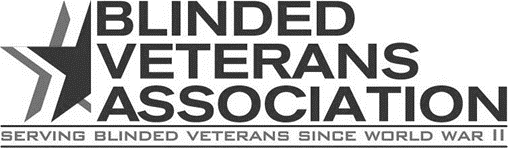 BLINDED
VETERANS
ASSOCIATION
SERVING BLINDED VETERANS SINCE WORLD WAR II